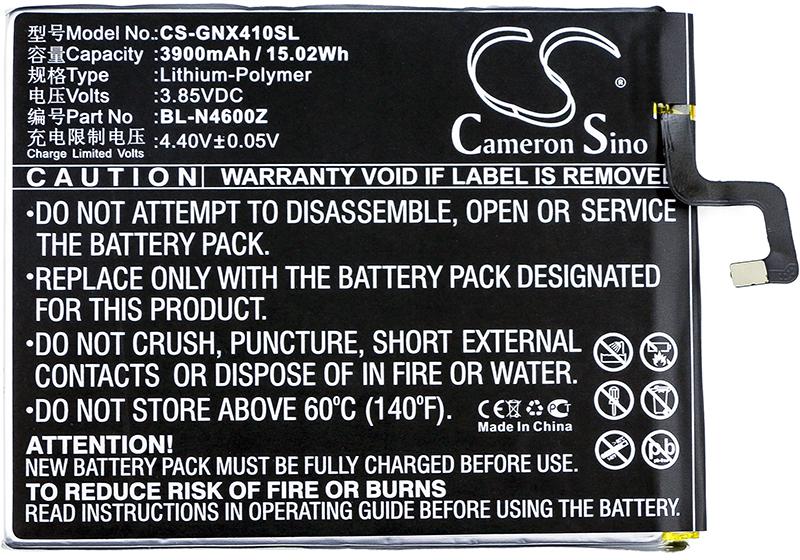 型号Model No.:CS-GNX410SL
容量Capacity: 3900mAh / 15.02Wh
规格Type: Lithium-Polymer
电压Volts: 3.85VDC
编号Part No.: BL-N4600Z
充电限制电压: 4.40V±0.05V
Charge Limited Volts
CS
®
Cameron Sino
CAUTION WARRANTY VOID IF LABEL IS REMOVED
•DO NOT ATTEMPT TO DISASSEMBLE, OPEN OR SERVICE
THE BATTERY PACK.
•REPLACE ONLY WITH THE BATTERY PACK DESIGNATED
FOR THIS PRODUCT.
•DO NOT CRUSH, PUNCTURE, SHORT EXTERNAL
CONTACTS OR DISPOSE OF IN FIRE OR WATER.
•DO NOT STORE ABOVE 60°C (140°F).
CE PCT
Made In China
Pb
ATTENTION!
NEW BATTERY PACK MUST BE FULLY CHARGED BEFORE USE
TO REDUCE RISK OF FIRE OR BURNS
READ INSTRUCTIONS IN OPERATING GUIDE BEFORE USING THE BATTERY.